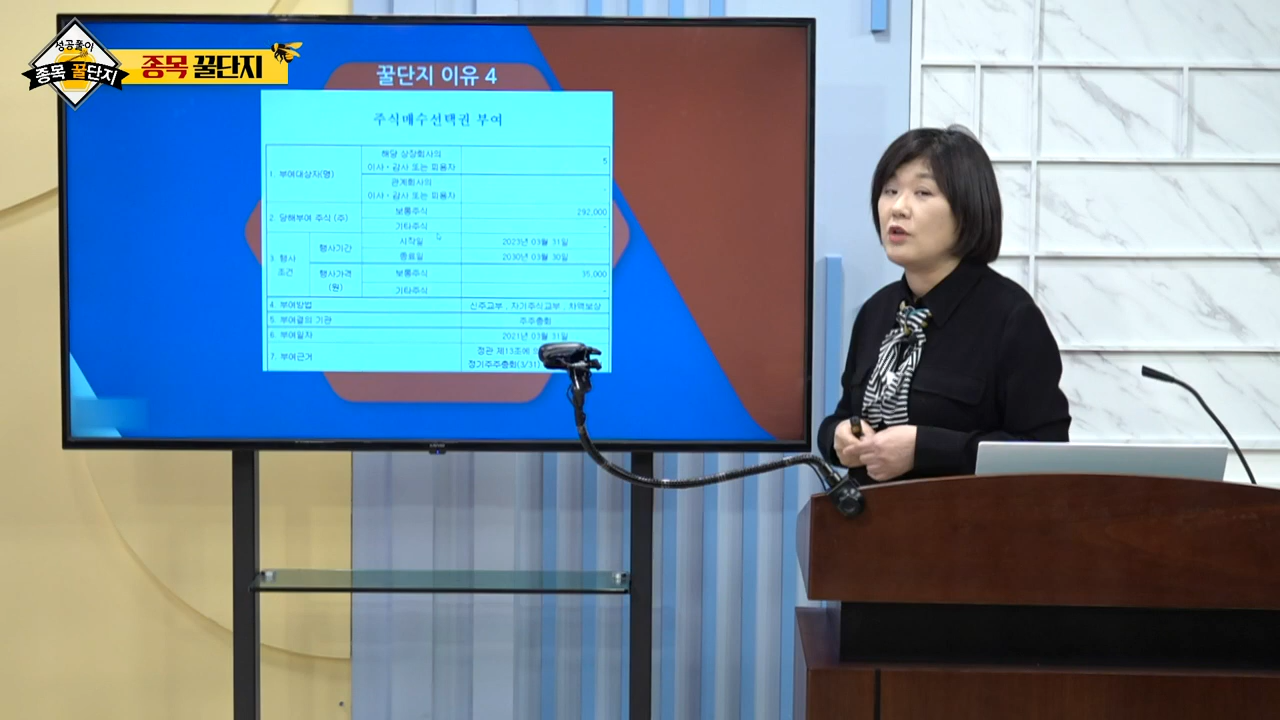 성공풀이
종목 꿀단지
종목 꿀단지
꿀단지 이유 4
주식매수선택권 부여
1. 부여대상자(명)
해당 상장회사의
이사ㆍ감사 또는 피용자
5
관계회사의
이사ㆍ감사 또는 피용자
-
2. 당해부여 주식 (주)
보통주식
292,000
기타주식
-
3. 행사
조건
행사기간
시작일
2023년 03월 31일
종료일
2030년 03월 30일
행사가격
(원)
보통주식
35,000
기타주식
-
4. 부여방법
신주교부 , 자기주식교부 , 차액보상
5. 부여결의 기관
주주총회
6. 부여일자
2021년 03월 31일
7. 부여근거
정관 제13조에
정기주주총회(3/31)